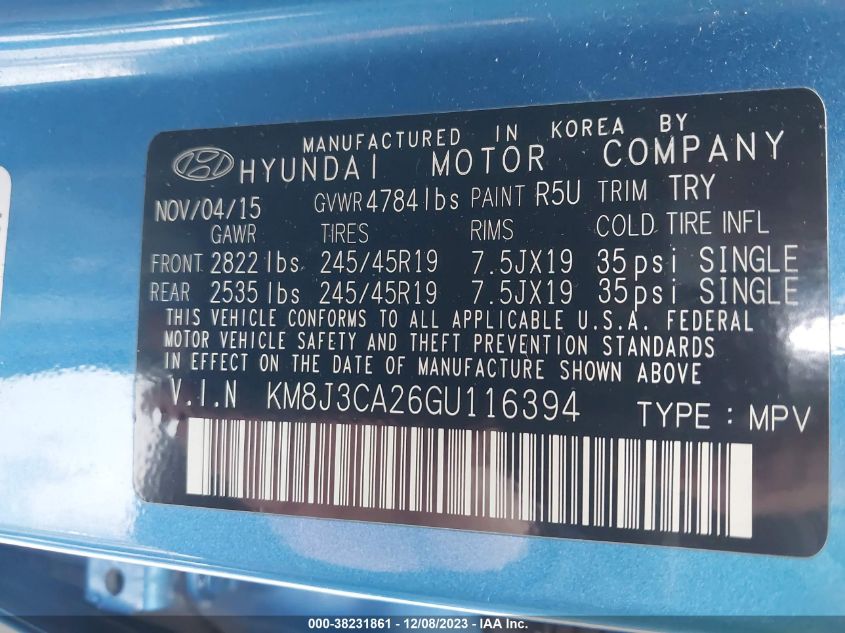 MANUFACTURED IN KOREA BY
HYUNDAI MOTOR COMPANY
NOV/04/15 GVWR 4784 lbs PAINT R5U TRIM TRY
GAWR TIRES RIMS COLD TIRE INFL
FRONT 2822 lbs 245/45R19 7.5JX19 35psi SINGLE
REAR 2535 lbs 245/45R19 7.5JX19 35psi SINGLE
THIS VEHICLE CONFORMS TO ALL APPLICABLE U.S.A. FEDERAL
MOTOR VEHICLE SAFETY AND THEFT PREVENTION STANDARDS
IN EFFECT ON THE DATE OF MANUFACTURE SHOWN ABOVE
V.I.N KM8J3CA26GU116394 TYPE : MPV
000-38231861 - 12/08/2023 - IAA Inc.